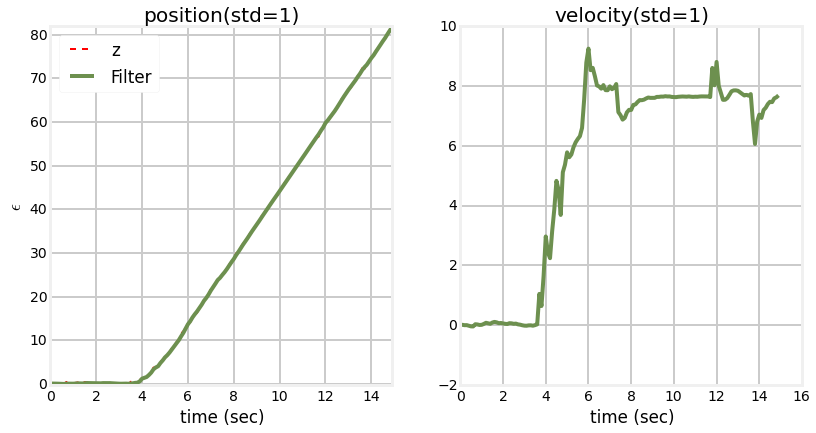 position(std=1)
z
Filter
80
70
60
50
40
30
20
10
0
ϵ
0 2 4 6 8 10 12 14
time (sec)
velocity(std=1)
10
8
6
4
2
0
−2
0 2 4 6 8 10 12 14 16
time (sec)